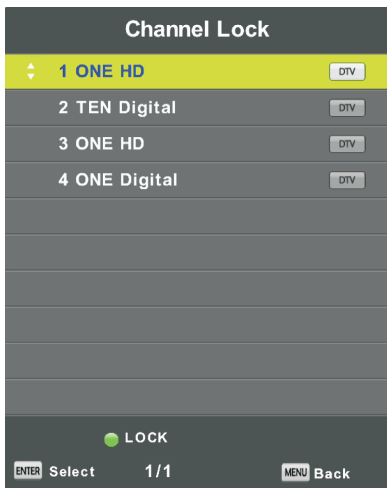 Channel Lock
1 ONE HD DTV
2 TEN Digital DTV
3 ONE HD DTV
4 ONE Digital DTV
LOCK
ENTER Select 1/1 MENU Back